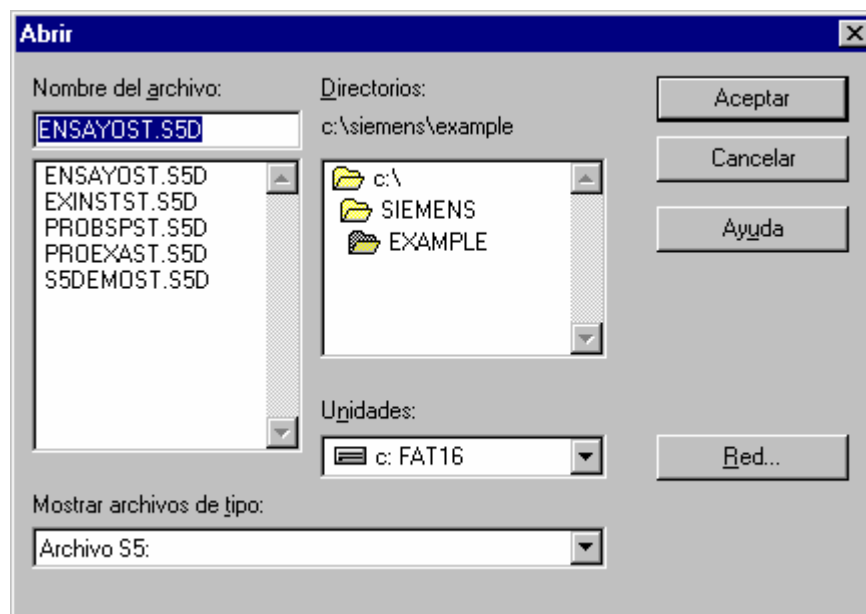 Abrir
Nombre del archivo:
ENSAYOST.S5D
ENSAYOST.S5D
EXINSTST.S5D
PROBSPST.S5D
PROEXAST.S5D
S5DEMOST.S5D
Directorios:
c:\siemens\example
c:\
SIEMENS
EXAMPLE
Unidades:
c: FAT16
Mostrar archivos de tipo:
Archivo S5:
Aceptar
Cancelar
Ayuda
Red...